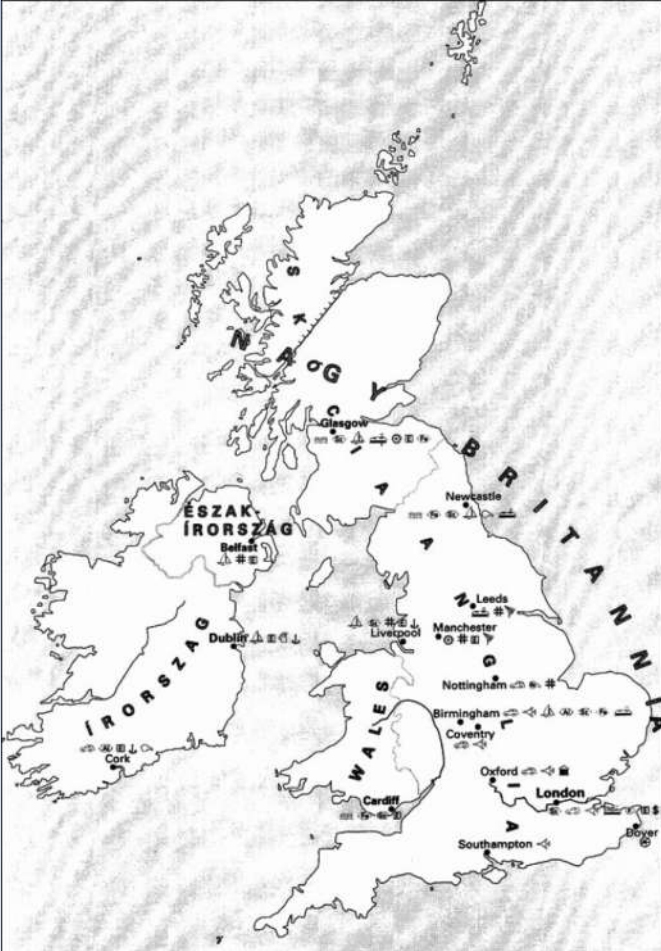 NAGY-BRITANNIA
SKÓCIA
Glasgow
Newcastle
ÉSZAK-
ÍRORSZÁG
Belfast
ANGLIA
Leeds
Manchester
Liverpool
Dublin
ÍRORSZÁG
Nottingham
WALES
Birmingham
Coventry
Cork
Oxford
London
Cardiff
$
Dover
Southampton